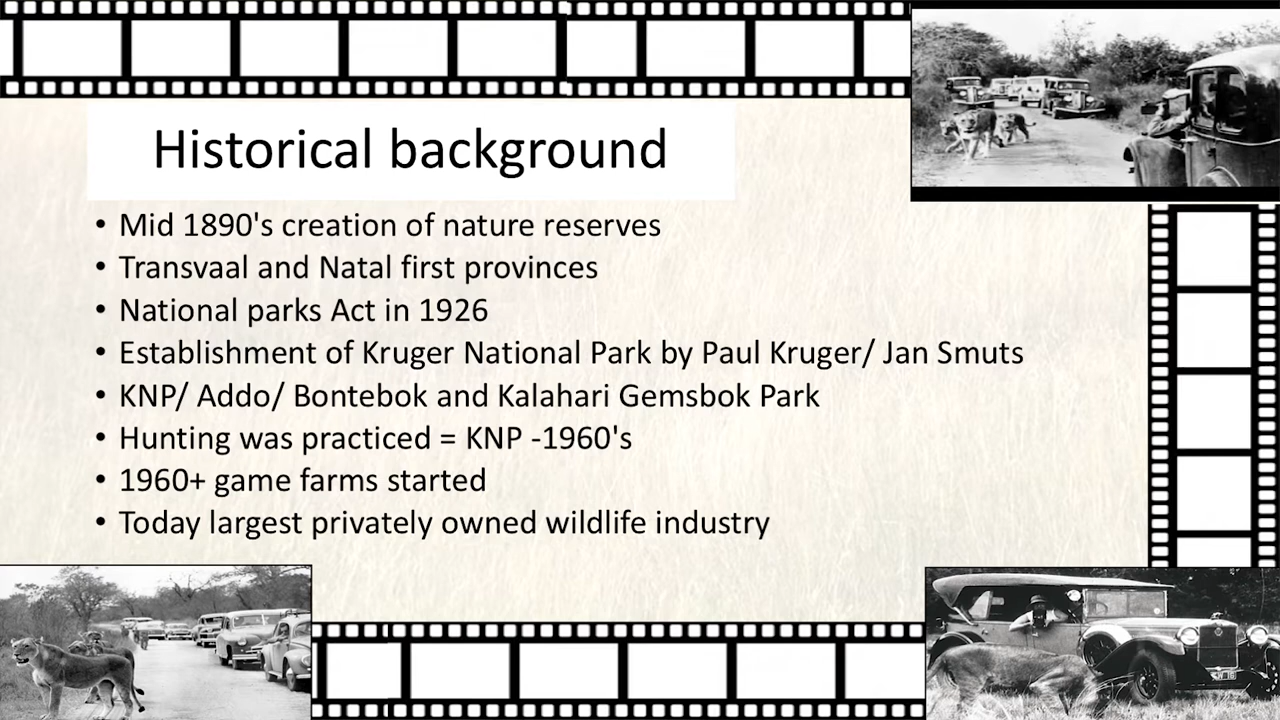 Historical background
• Mid 1890's creation of nature reserves
• Transvaal and Natal first provinces
• National parks Act in 1926
• Establishment of Kruger National Park by Paul Kruger/ Jan Smuts
• KNP/ Addo/ Bontebok and Kalahari Gemsbok Park
• Hunting was practiced = KNP -1960's
• 1960+ game farms started
• Today largest privately owned wildlife industry